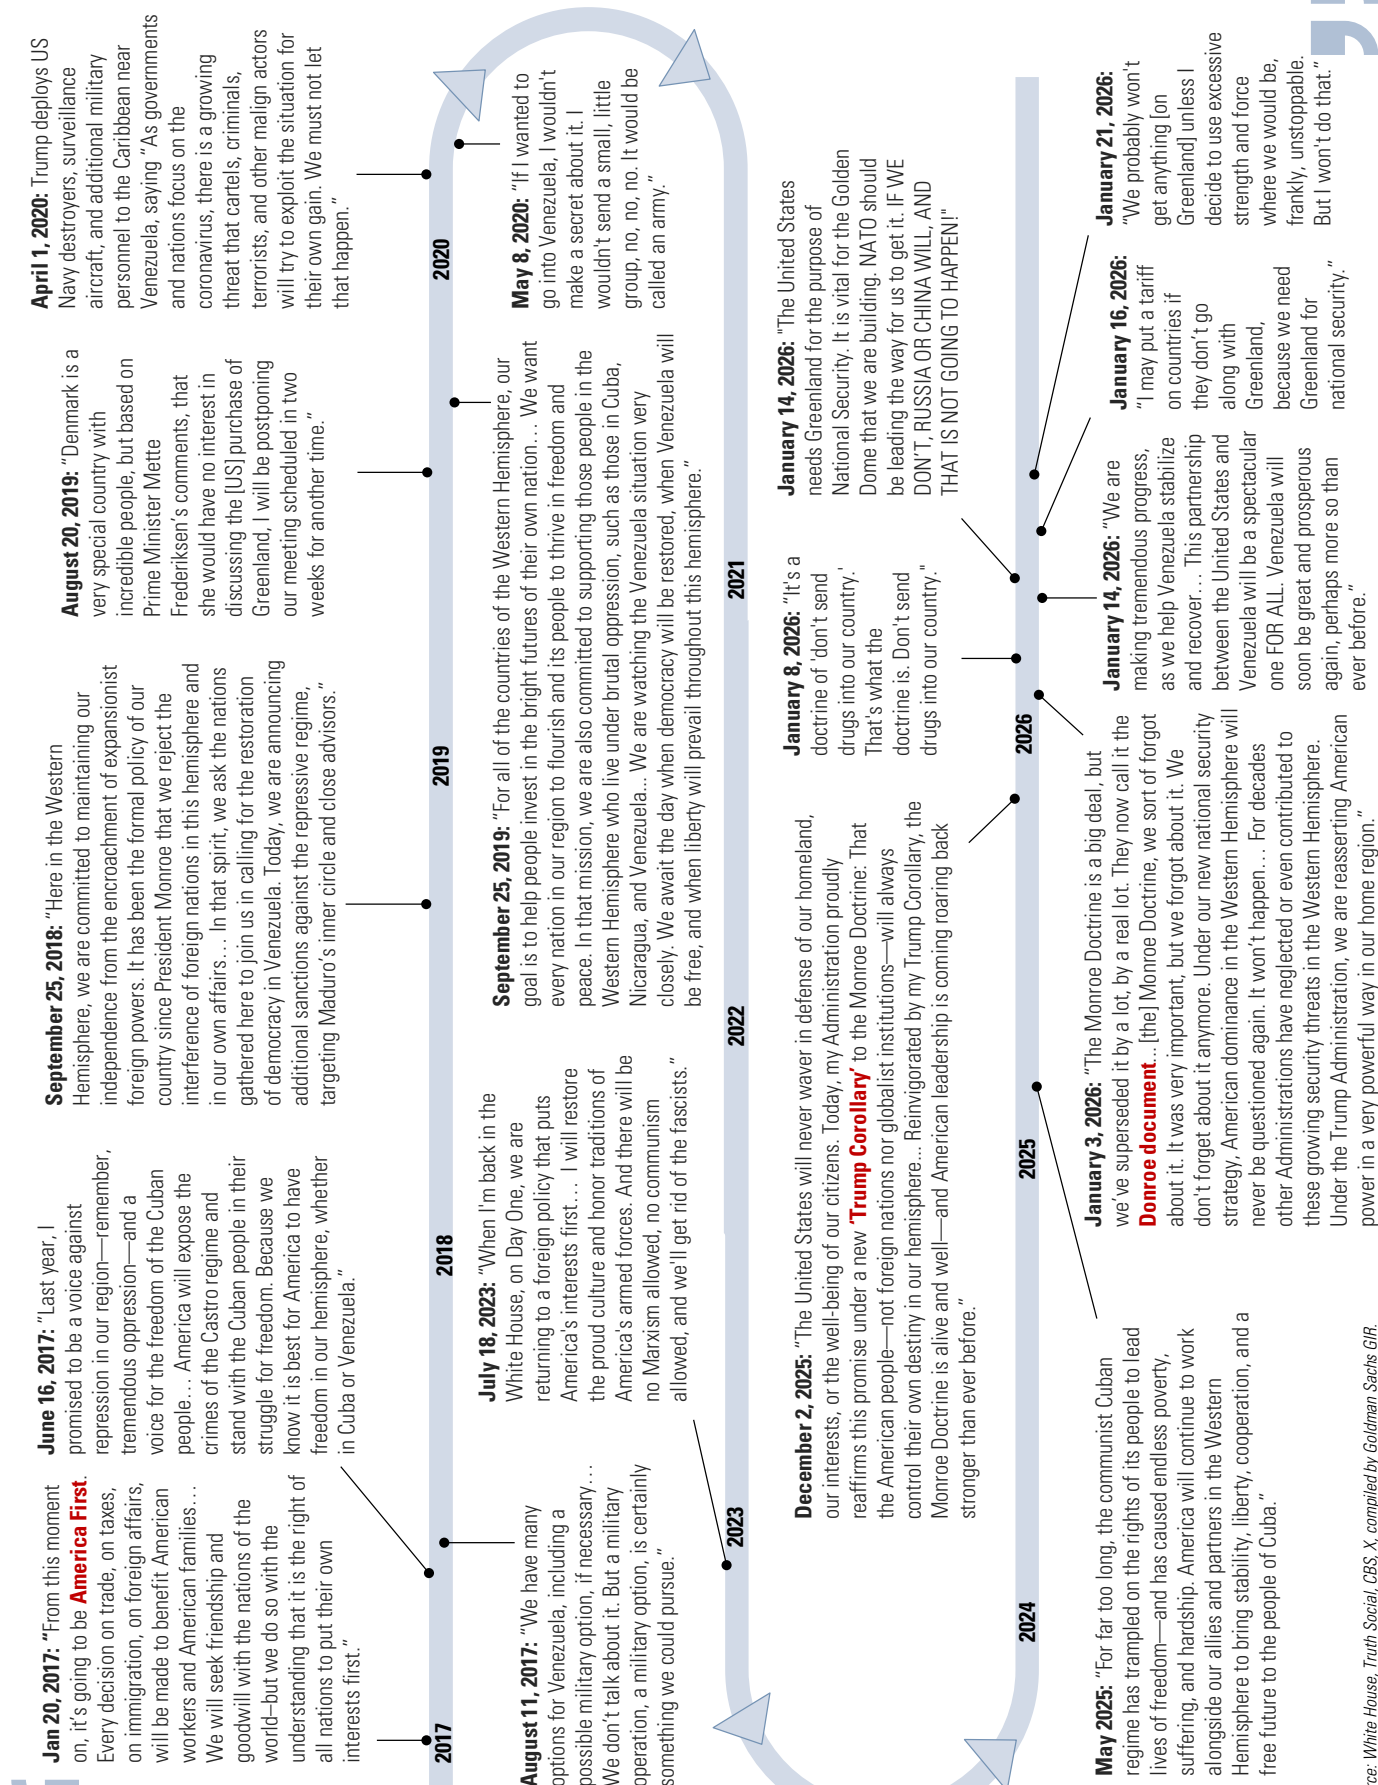 Jan 20, 2017: "From this moment
on, it's going to be America First.
Every decision on trade, on taxes,
on immigration, on foreign affairs,
will be made to benefit American
workers and American families…
We will seek friendship and
goodwill with the nations of the
world–but we do so with the
understanding that it is the right of
all nations to put their own
interests first.”
June 16, 2017: “Last year, I
promised to be a voice against
repression in our region—remember,
tremendous oppression—and a
voice for the freedom of the Cuban
people… America will expose the
crimes of the Castro regime and
stand with the Cuban people in their
struggle for freedom. Because we
know it is best for America to have
freedom in our hemisphere, whether
in Cuba or Venezuela.”
September 25, 2018: “Here in the Western
Hemisphere, we are committed to maintaining our
independence from the encroachment of expansionist
foreign powers. It has been the formal policy of our
country since President Monroe that we reject the
interference of foreign nations in this hemisphere and
in our own affairs… In that spirit, we ask the nations
gathered here to join us in calling for the restoration
of democracy in Venezuela. Today, we are announcing
additional sanctions against the repressive regime,
targeting Maduro's inner circle and close advisors.”
August 20, 2019: “Denmark is a
very special country with
incredible people, but based on
Prime Minister Mette
Frederiksen's comments, that
she would have no interest in
discussing the [US] purchase of
Greenland, I will be postponing
our meeting scheduled in two
weeks for another time.”
April 1, 2020: Trump deploys US
Navy destroyers, surveillance
aircraft, and additional military
personnel to the Caribbean near
Venezuela, saying “As governments
and nations focus on the
coronavirus, there is a growing
threat that cartels, criminals,
terrorists, and other malign actors
will try to exploit the situation for
their own gain. We must not let
that happen.”
2017
2018
2019
2020
August 11, 2017: “We have many
options for Venezuela, including a
possible military option, if necessary…
We don't talk about it. But a military
operation, a military option, is certainly
something we could pursue.”
July 18, 2023: “When I'm back in the
White House, on Day One, we are
returning to a foreign policy that puts
America's interests first.… I will restore
the proud culture and honor traditions of
America's armed forces. And there will be
no Marxism allowed, no communism
allowed, and we'll get rid of the fascists.”
September 25, 2019: “For all of the countries of the Western Hemisphere, our
goal is to help people invest in the bright futures of their own nation… We want
every nation in our region to flourish and its people to thrive in freedom and
peace. In that mission, we are also committed to supporting those people in the
Western Hemisphere who live under brutal oppression, such as those in Cuba,
Nicaragua, and Venezuela... We are watching the Venezuela situation very
closely. We await the day when democracy will be restored, when Venezuela will
be free, and when liberty will prevail throughout this hemisphere.”
May 8, 2020: “If I wanted to
go into Venezuela, I wouldn't
make a secret about it. I
wouldn't send a small, little
group, no, no, no. It would be
called an army.”
2023
2022
2021
December 2, 2025: “The United States will never waver in defense of our homeland,
our interests, or the well-being of our citizens. Today, my Administration proudly
reaffirms this promise under a new 'Trump Corollary' to the Monroe Doctrine: That
the American people—not foreign nations nor globalist institutions—will always
control their own destiny in our hemisphere... Reinvigorated by my Trump Corollary, the
Monroe Doctrine is alive and well—and American leadership is coming roaring back
stronger than ever before.”
January 8, 2026: “It's a
doctrine of 'don't send
drugs into our country.'
That's what the
doctrine is. Don't send
drugs into our country."
January 14, 2026: "The United States
needs Greenland for the purpose of
National Security. It is vital for the Golden
Dome that we are building. NATO should
be leading the way for us to get it. IF WE
DON'T, RUSSIA OR CHINA WILL, AND
THAT IS NOT GOING TO HAPPEN!"
2024
2025
2026
May 2025: “For far too long, the communist Cuban
regime has trampled on the rights of its people to lead
lives of freedom—and has caused endless poverty,
suffering, and hardship. America will continue to work
alongside our allies and partners in the Western
Hemisphere to bring stability, liberty, cooperation, and a
free future to the people of Cuba.”
January 3, 2026: “The Monroe Doctrine is a big deal, but
we've superseded it by a lot, by a real lot. They now call it the
Donroe document... [the] Monroe Doctrine, we sort of forgot
about it. It was very important, but we forgot about it. We
don't forget about it anymore. Under our new national security
strategy, American dominance in the Western Hemisphere will
never be questioned again. It won't happen… For decades
other Administrations have neglected or even contributed to
these growing security threats in the Western Hemisphere.
Under the Trump Administration, we are reasserting American
power in a very powerful way in our home region.”
January 14, 2026: “We are
making tremendous progress,
as we help Venezuela stabilize
and recover… This partnership
between the United States and
Venezuela will be a spectacular
one FOR ALL. Venezuela will
soon be great and prosperous
again, perhaps more so than
ever before.”
January 16, 2026:
“I may put a tariff
on countries if
they don't go
along with
Greenland,
because we need
Greenland for
national security.”
January 21, 2026:
“We probably won't
get anything [on
Greenland] unless I
decide to use excessive
strength and force
where we would be,
frankly, unstoppable.
But I won't do that.”
rce: White House, Truth Social, CBS, X, compiled by Goldman Sachs GIR.